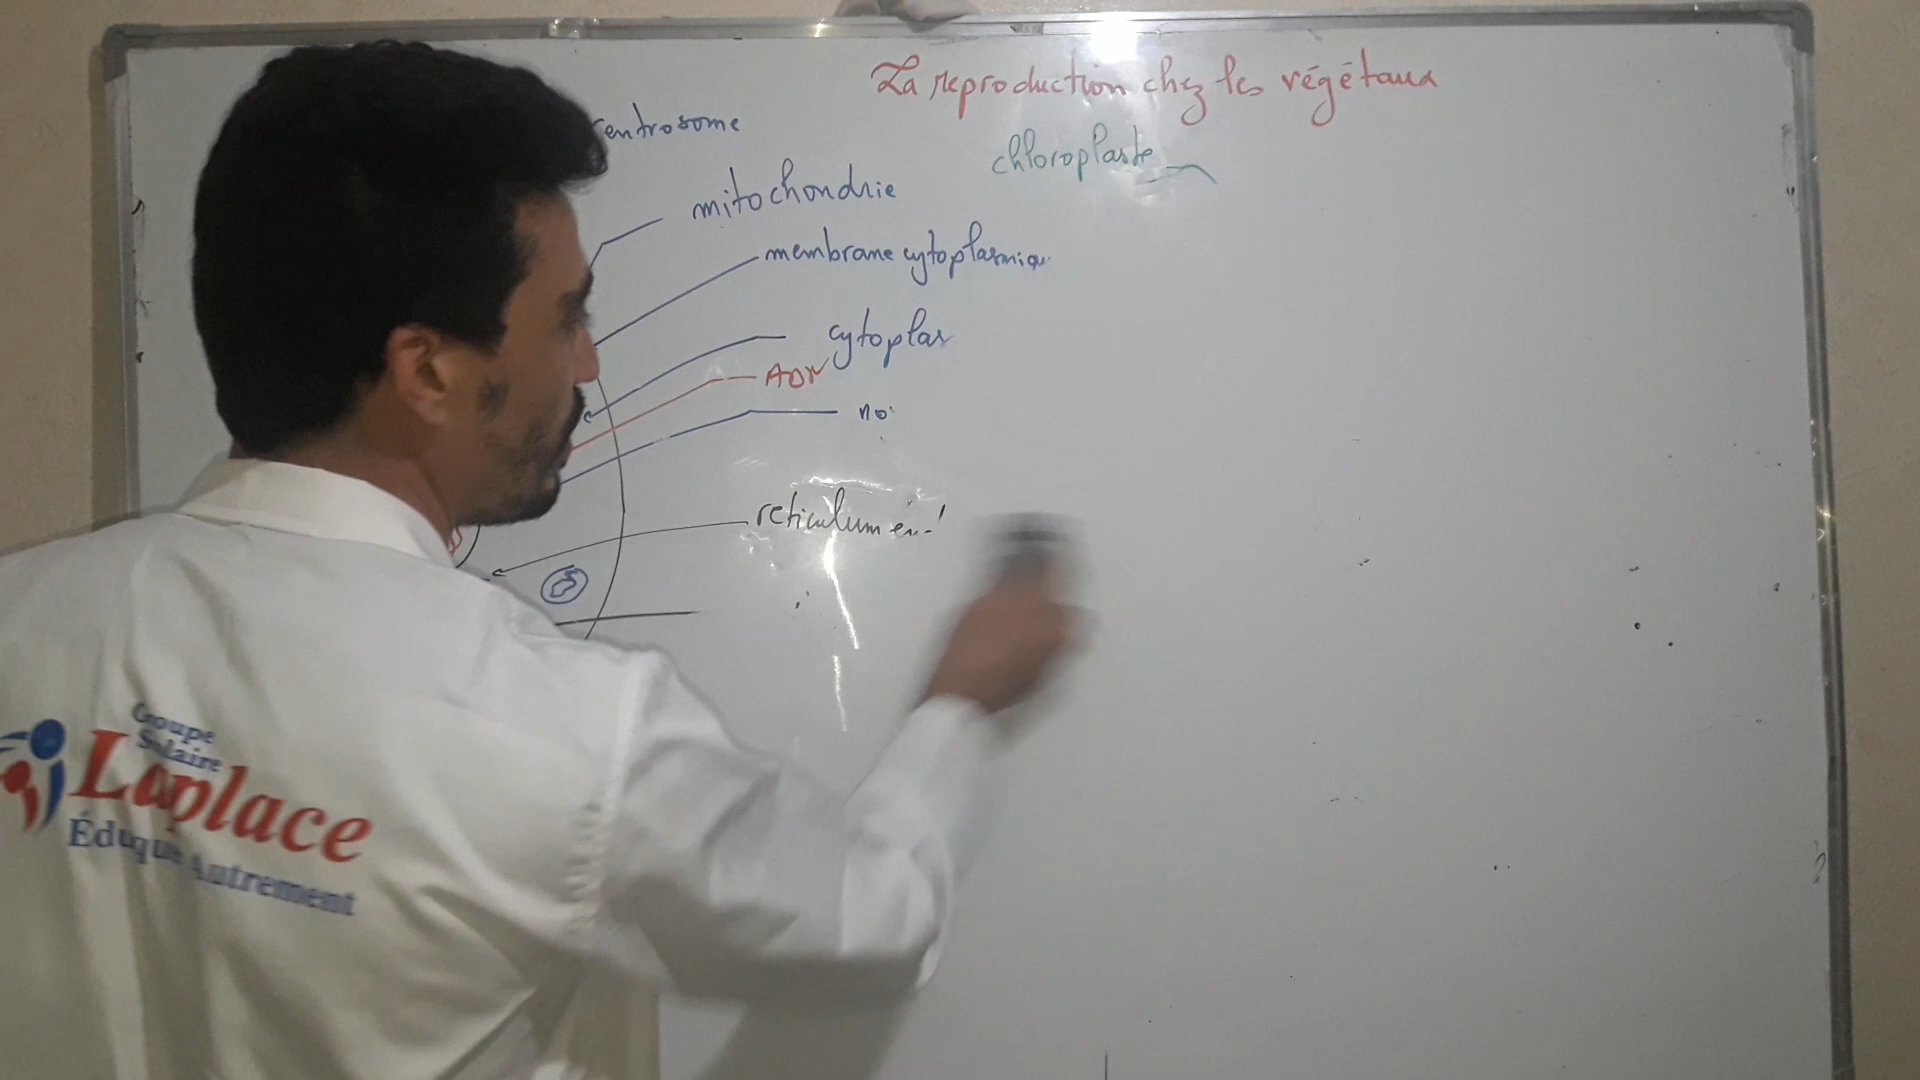 La reproduction chez les végétaux
centrosome
chloroplaste
mitochondrie
membrane cytoplasmiqu
cytoplas
ADN
no
reticulum en
Groupe
Scolaire
Laplace
Éduquer Autrement